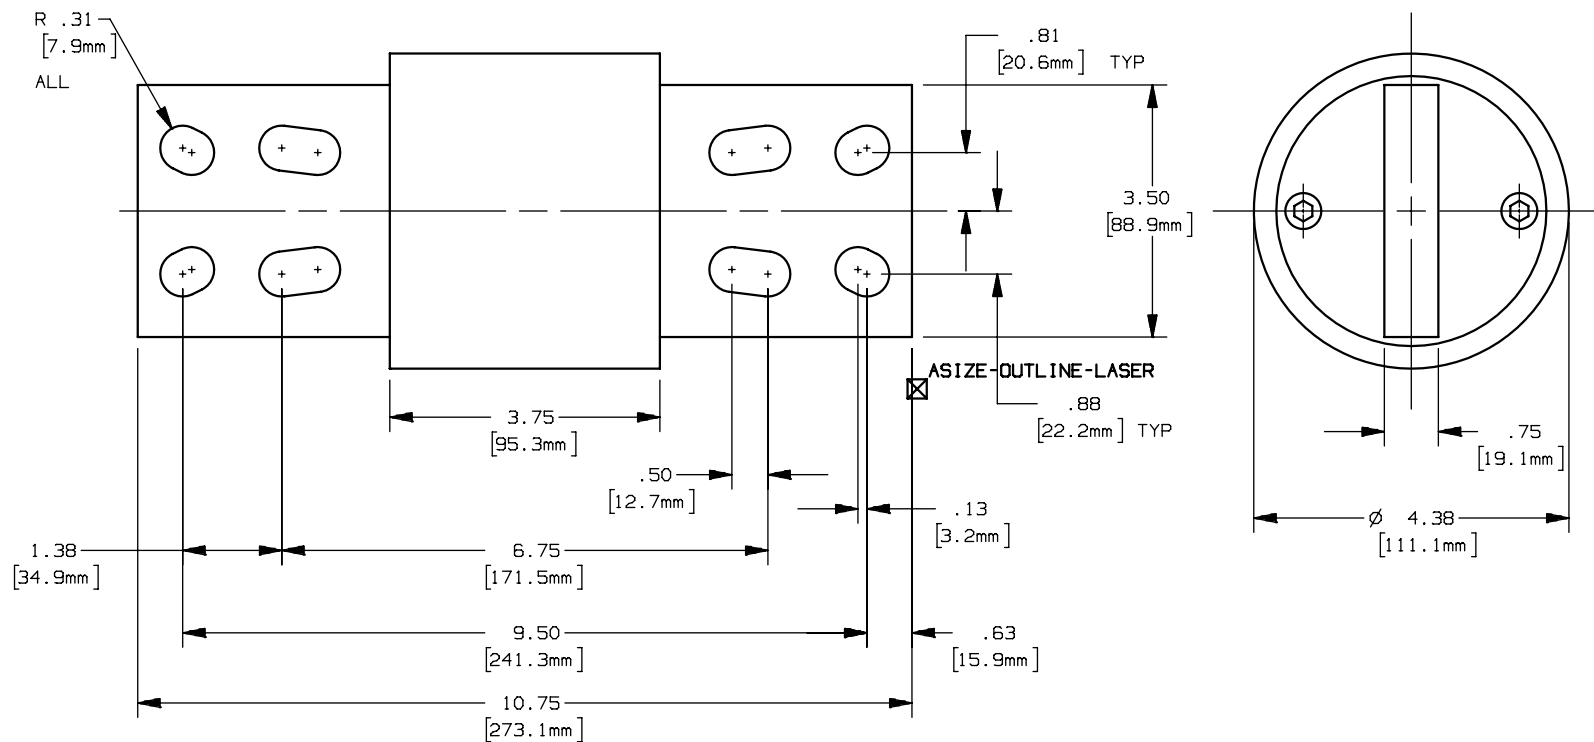 R .31
[7.9mm]
ALL
.81
[20.6mm] TYP
3.50
[88.9mm]
ASIZE-OUTLINE-LASER
.88
[22.2mm] TYP
3.75
[95.3mm]
.75
[19.1mm]
.50
[12.7mm]
.13
[3.2mm]
Ø 4.38
[111.1mm]
1.38
[34.9mm]
6.75
[171.5mm]
9.50
[241.3mm]
.63
[15.9mm]
10.75
[273.1mm]